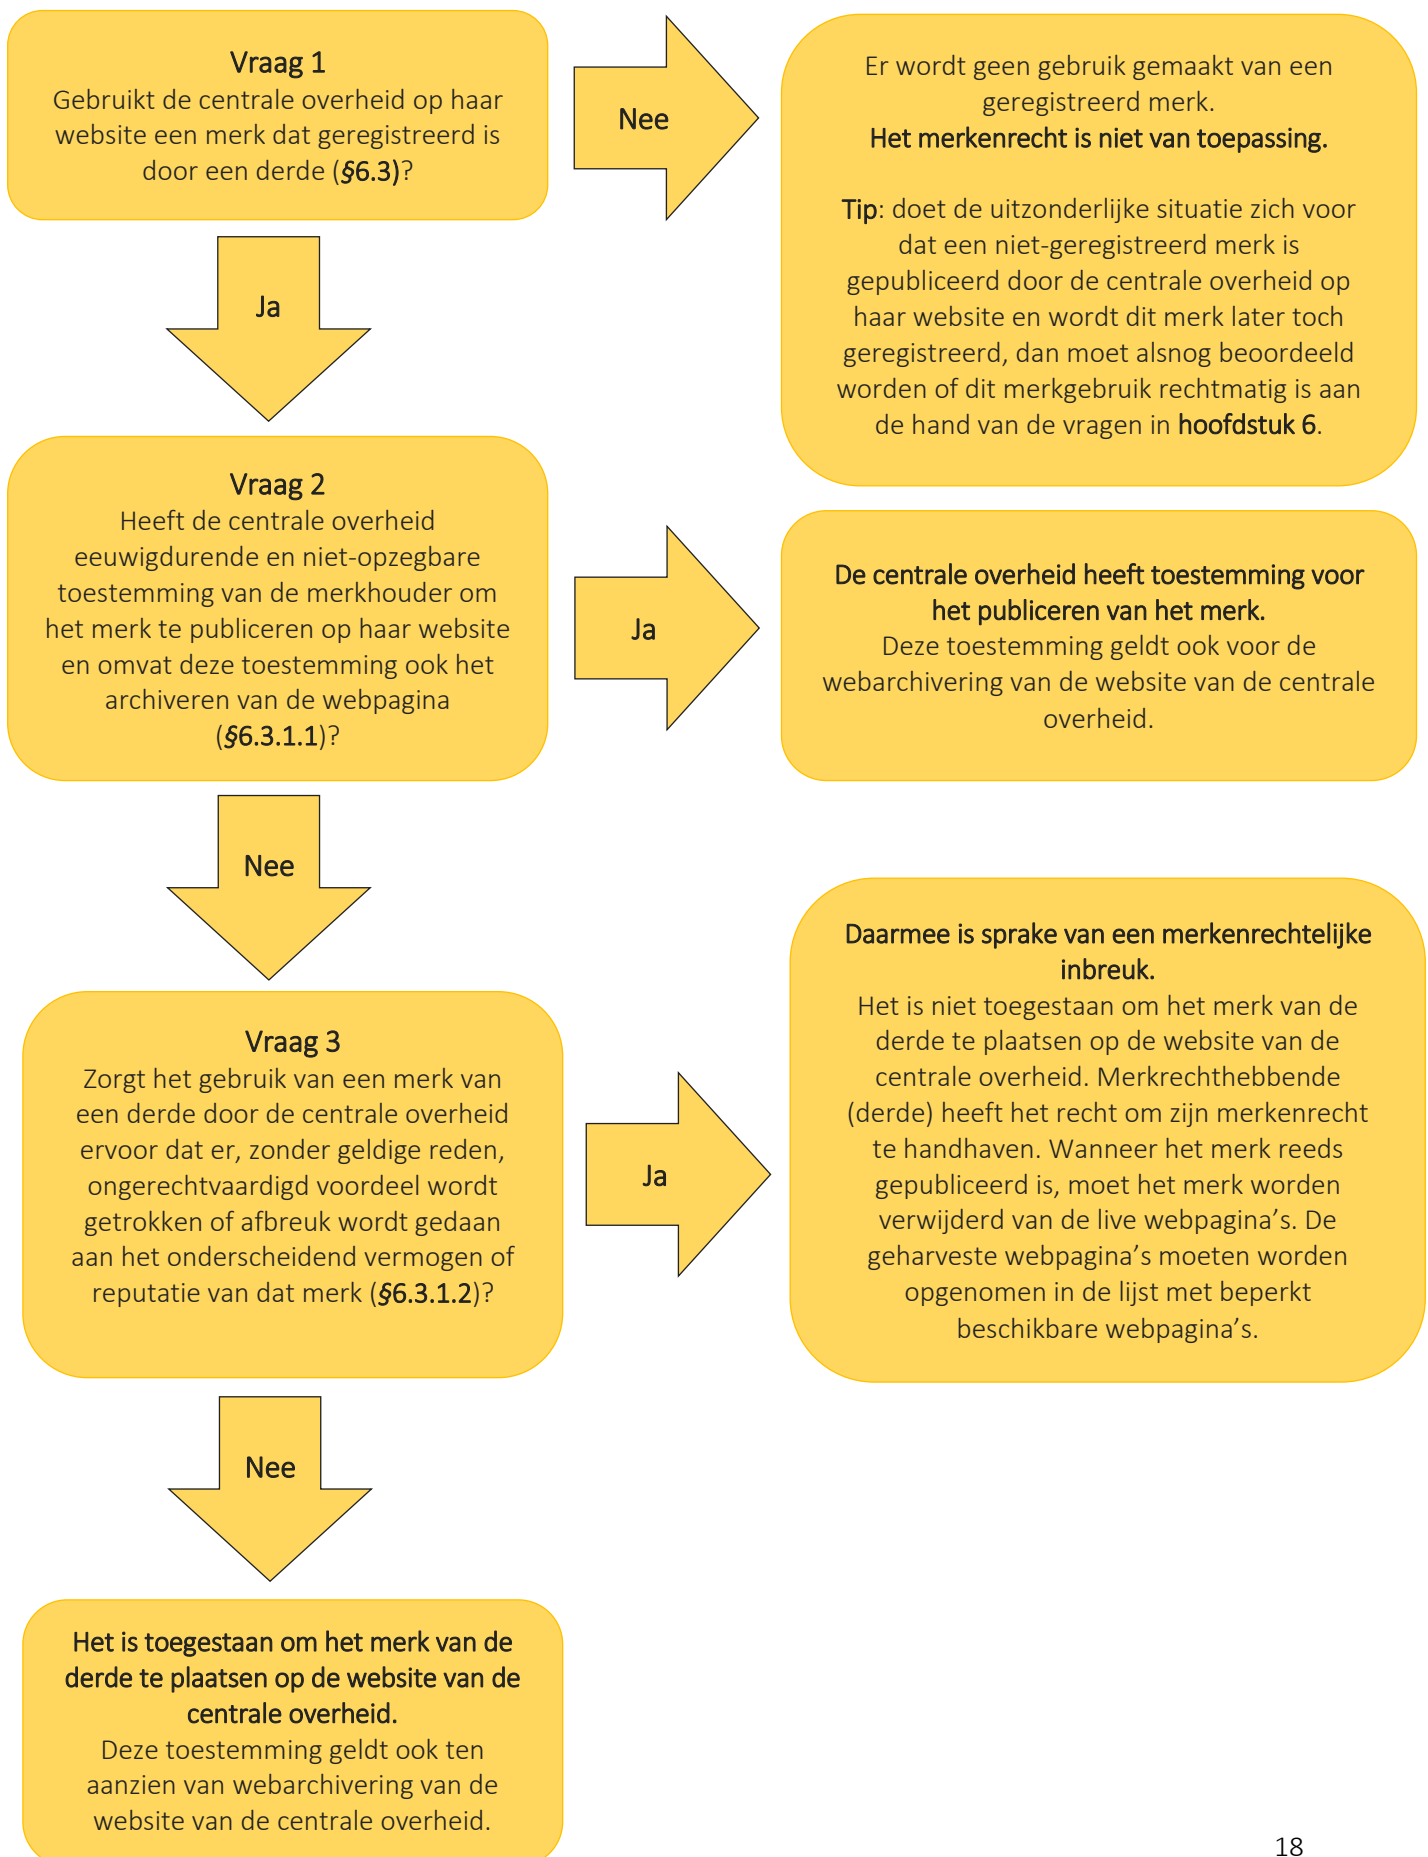 Vraag 1
Gebruikt de centrale overheid op haar
website een merk dat geregistreerd is
door een derde (§6.3)?
Nee
Er wordt geen gebruik gemaakt van een
geregistreerd merk.
Het merkenrecht is niet van toepassing.
Tip: doet de uitzonderlijke situatie zich voor
dat een niet-geregistreerd merk is
gepubliceerd door de centrale overheid op
haar website en wordt dit merk later toch
geregistreerd, dan moet alsnog beoordeeld
worden of dit merkgebruik rechtmatig is aan
de hand van de vragen in hoofdstuk 6.
Ja
Vraag 2
Heeft de centrale overheid
eeuwigdurende en niet-opzegbare
toestemming van de merkhouder om
het merk te publiceren op haar website
en omvat deze toestemming ook het
archiveren van de webpagina
(§6.3.1.1)?
Ja
De centrale overheid heeft toestemming voor
het publiceren van het merk.
Deze toestemming geldt ook voor de
webarchivering van de website van de centrale
overheid.
Nee
Vraag 3
Zorgt het gebruik van een merk van
een derde door de centrale overheid
ervoor dat er, zonder geldige reden,
ongerechtvaardigd voordeel wordt
getrokken of afbreuk wordt gedaan
aan het onderscheidend vermogen of
reputatie van dat merk (§6.3.1.2)?
Ja
Daarmee is sprake van een merkenrechtelijke
inbreuk.
Het is niet toegestaan om het merk van de
derde te plaatsen op de website van de
centrale overheid. Merkrechthebbende
(derde) heeft het recht om zijn merkenrecht
te handhaven. Wanneer het merk reeds
gepubliceerd is, moet het merk worden
verwijderd van de live webpagina’s. De
geharveste webpagina’s moeten worden
opgenomen in de lijst met beperkt
beschikbare webpagina’s.
Nee
Het is toegestaan om het merk van de
derde te plaatsen op de website van de
centrale overheid.
Deze toestemming geldt ook ten
aanzien van webarchivering van de
website van de centrale overheid.
18